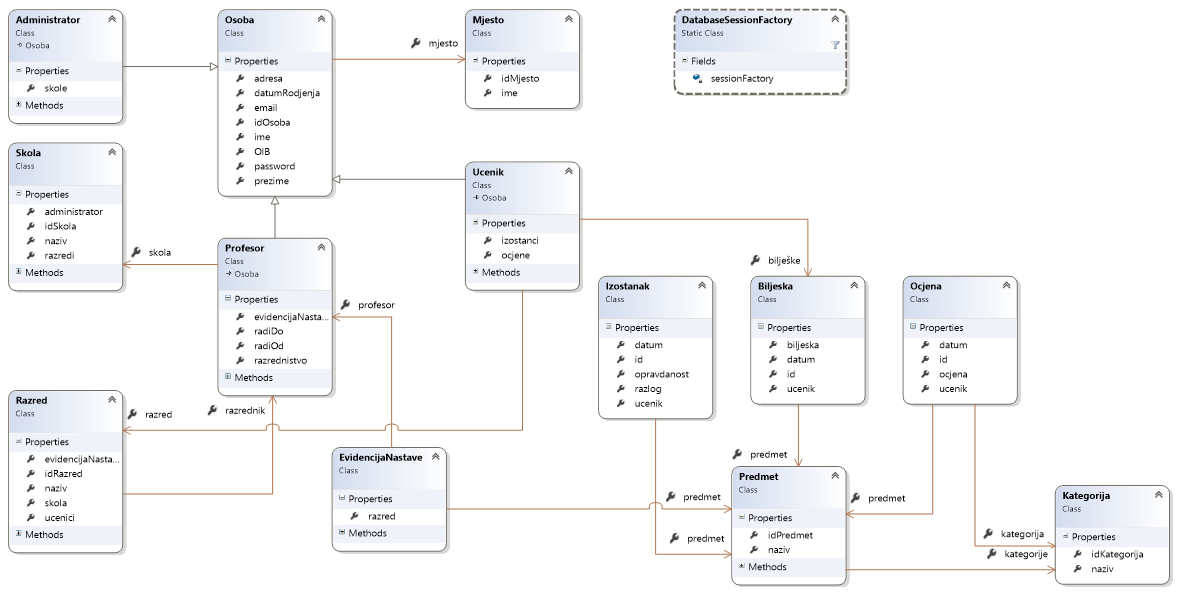 Administrator
Class
Osoba
Properties
skole
Methods
Osoba
Class
Properties
adresa
datumRodjenja
email
idOsoba
ime
OIB
password
prezime
mjesto
Mjesto
Class
Properties
idMjesto
ime
DatabaseSessionFactory
Static Class
Fields
sessionFactory
Skola
Class
Properties
administrator
idSkola
naziv
razredi
Methods
skola
Profesor
Class
Osoba
Properties
evidencijaNasta...
radiDo
radiOd
razrednistvo
Methods
Ucenik
Class
Osoba
Properties
izostanci
ocjene
Methods
profesor
bilješke
Izostanak
Class
Properties
datum
id
opravdanost
razlog
ucenik
Biljeska
Class
Properties
biljeska
datum
id
ucenik
Ocjena
Class
Properties
datum
id
ocjena
ucenik
Razred
Class
Properties
evidencijaNasta...
idRazred
naziv
skola
ucenici
Methods
razred
razrednik
EvidencijaNastave
Class
Properties
razred
Methods
predmet
predmet
predmet
predmet
Predmet
Class
Properties
idPredmet
naziv
Methods
kategorija
kategorije
Kategorija
Class
Properties
idKategorija
naziv